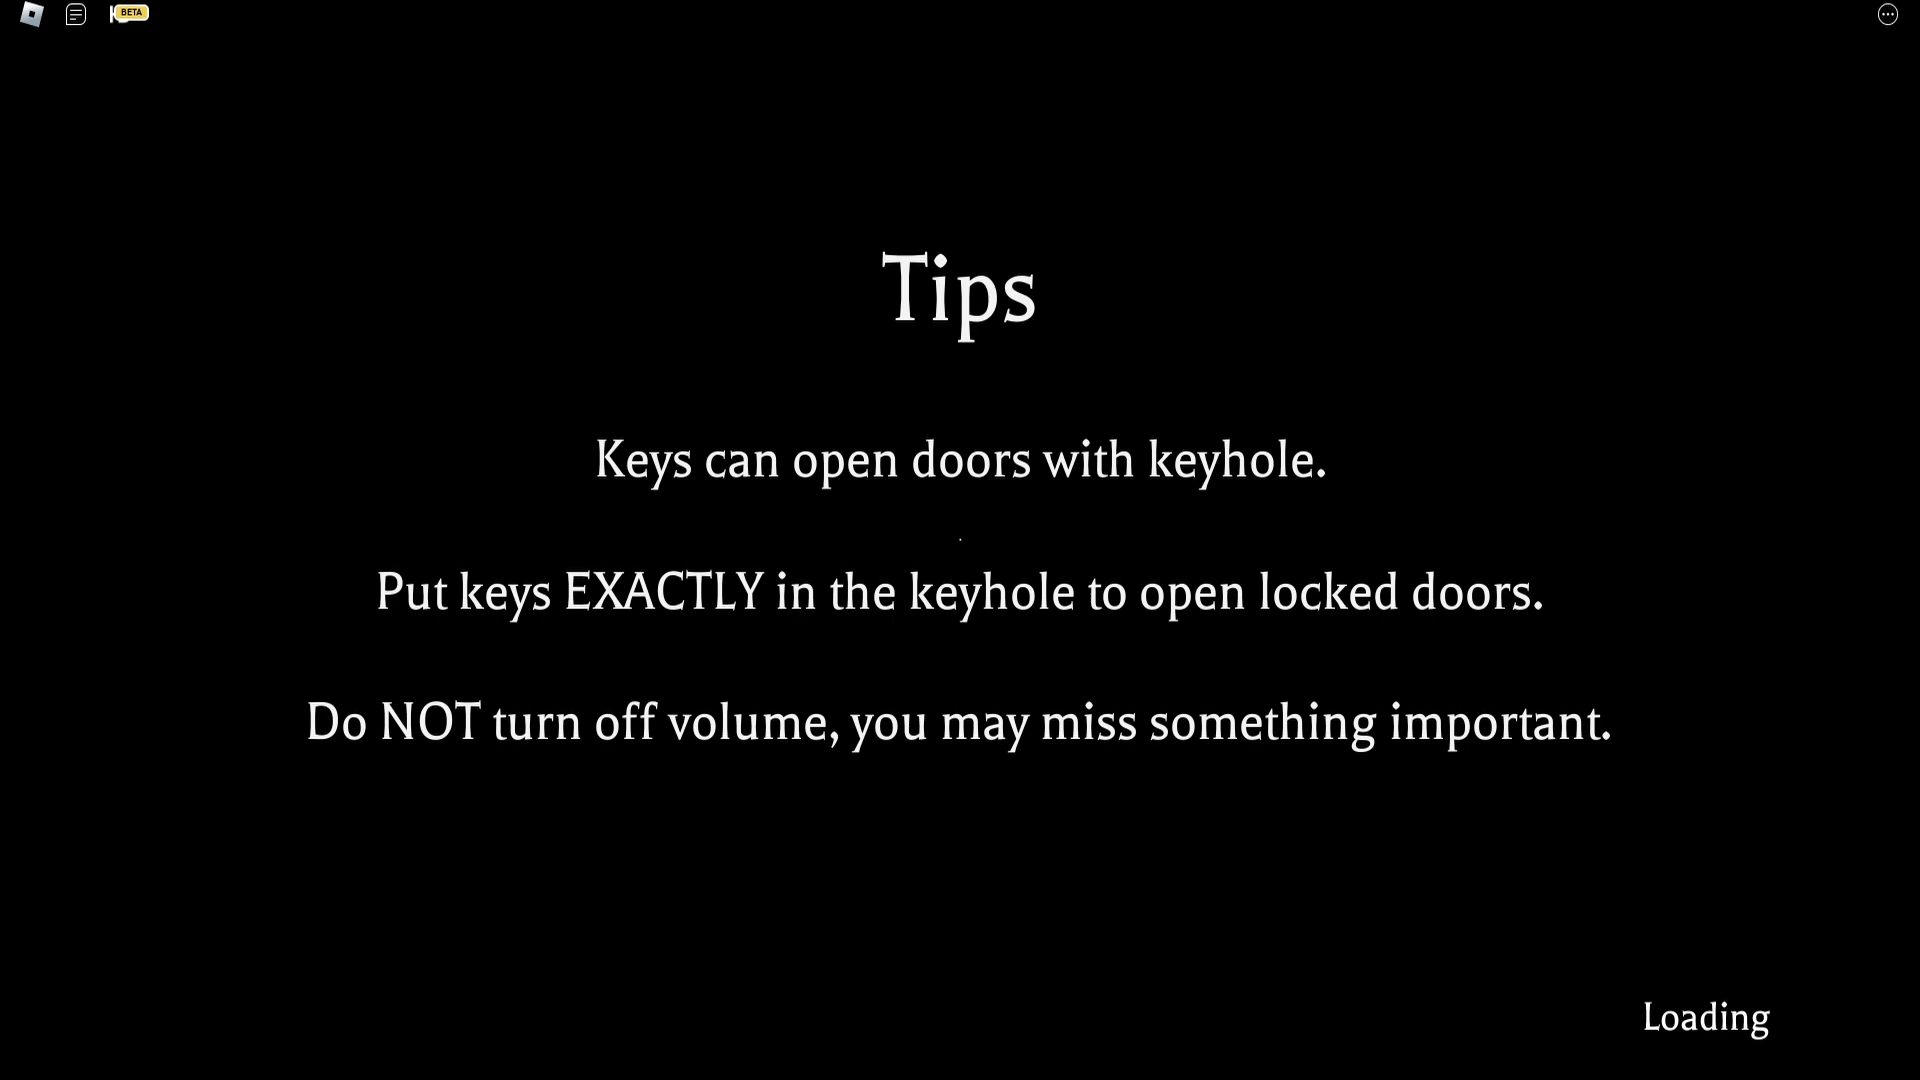 BETA
Tips
Keys can open doors with keyhole.
Put keys EXACTLY in the keyhole to open locked doors.
Do NOT turn off volume, you may miss something important.
Loading